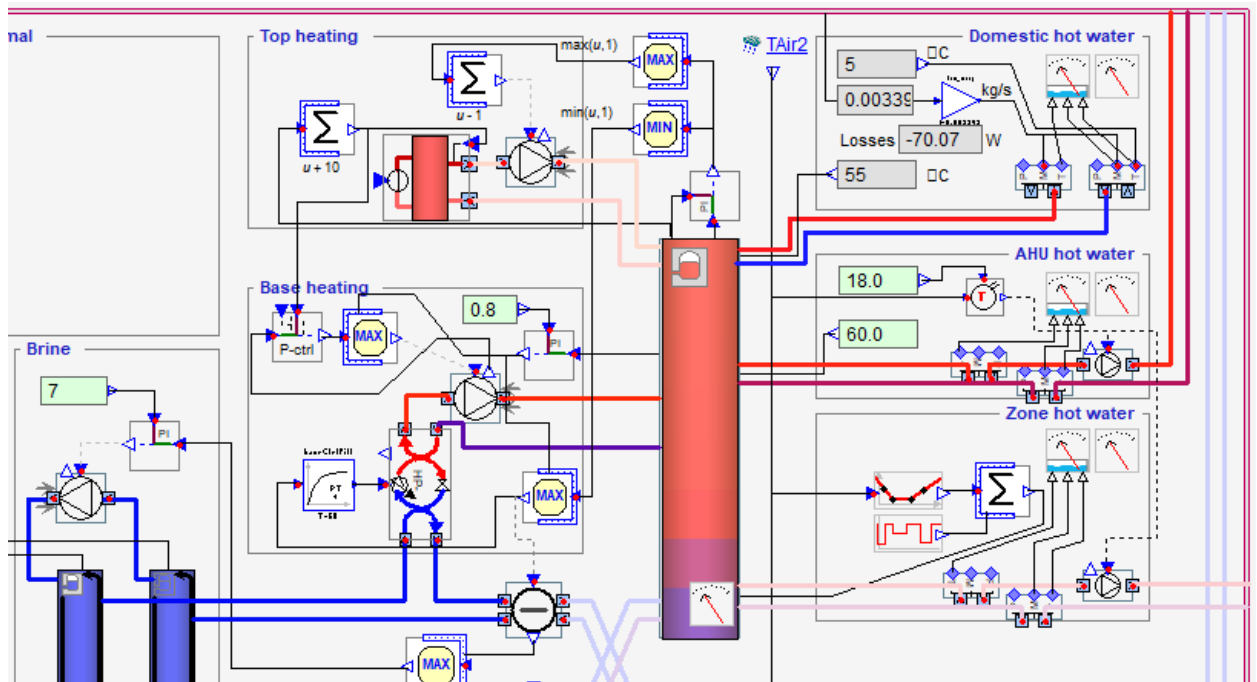 mal
Top heating
max(u,1)
MAX
TAir2
Domestic hot water
Σ
u - 1
5
□C
0.00339
kg/s
min(u,1)
MIN
Σ
u + 10
Losses
-70.07
W
55
□C
P
M
T
P
M
T
PI
AHU hot water
18.0
T
60.0
Base heating
0.8
MAX
P-ctrl
PI
Brine
7
PI
Zone hot water
HP
PT
MAX
Σ
MAX